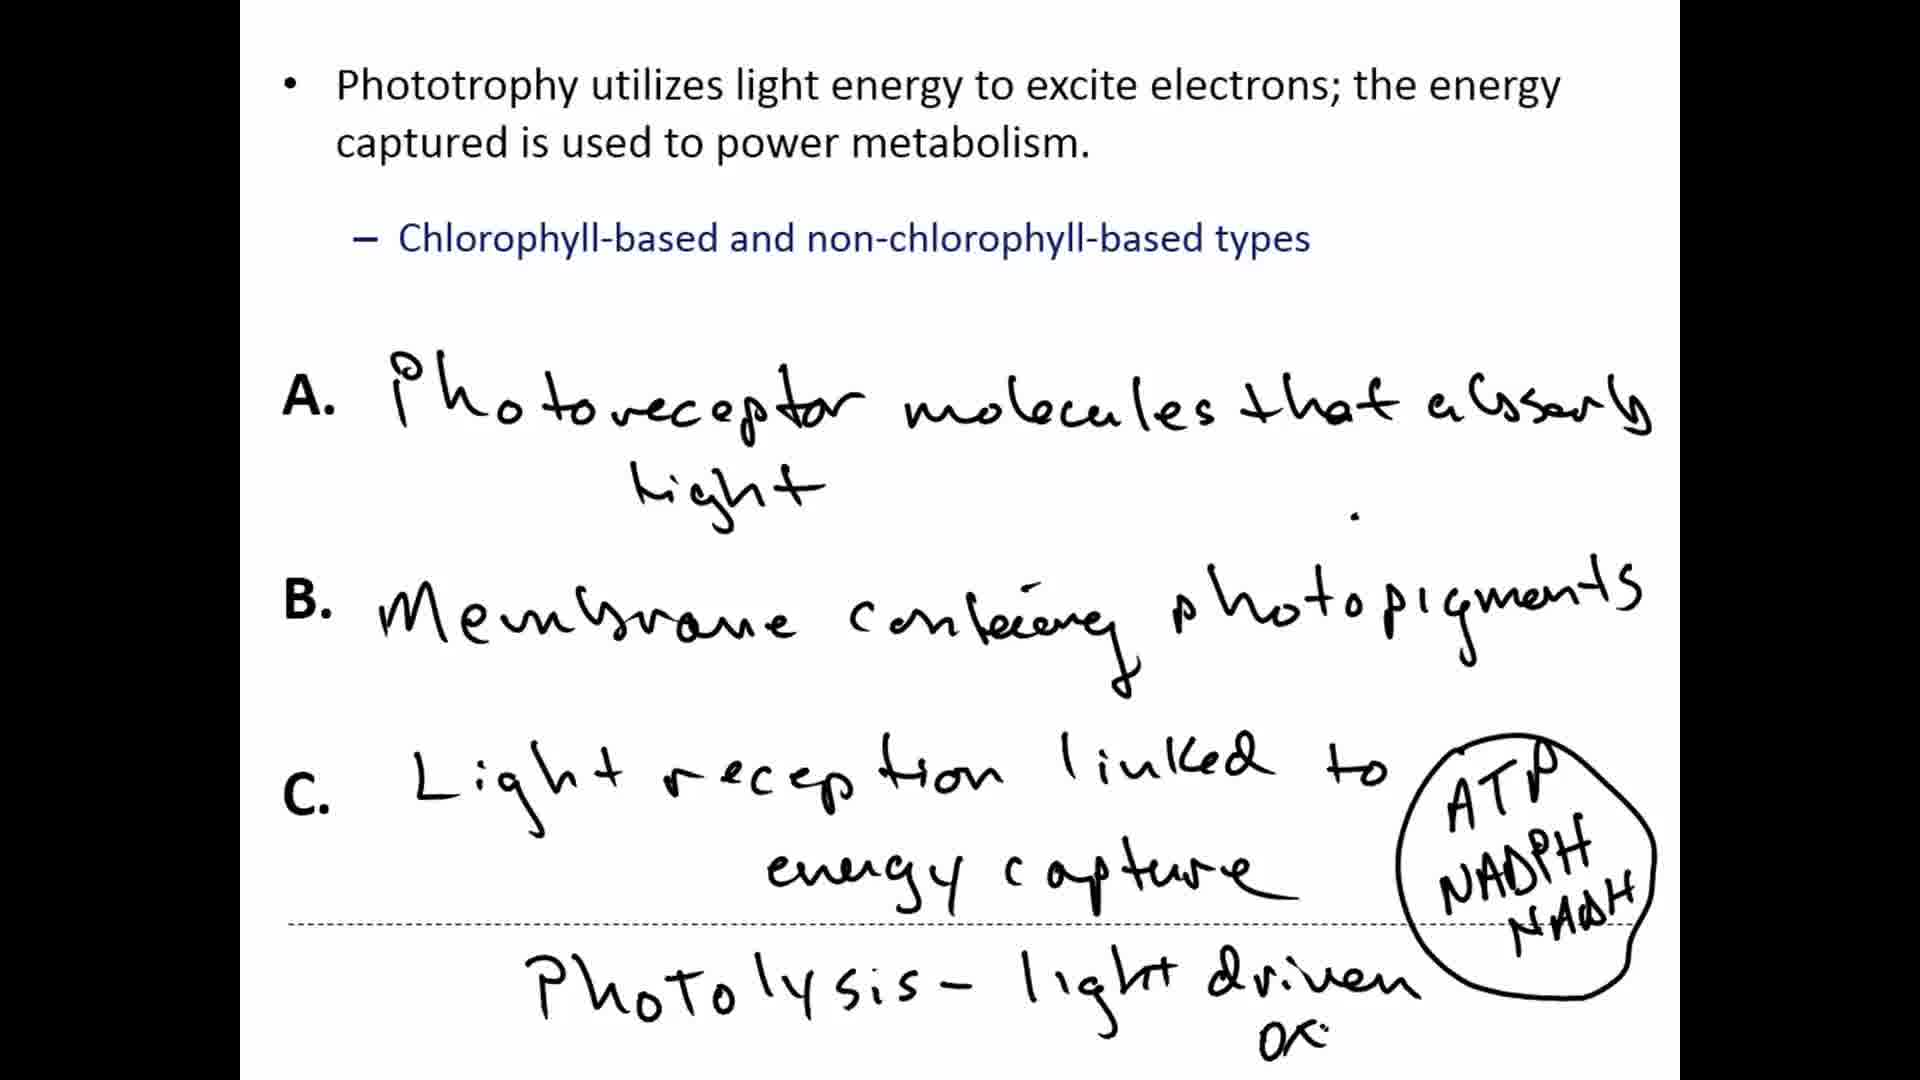 • Phototrophy utilizes light energy to excite electrons; the energy
captured is used to power metabolism.
– Chlorophyll-based and non-chlorophyll-based types
A. Photoreceptor molecules that absorb
light
B. Membrane containing photopigments
C. Light reception linked to
energy capture
ATP
NADPH
NADH
Photolysis - light driven
ox